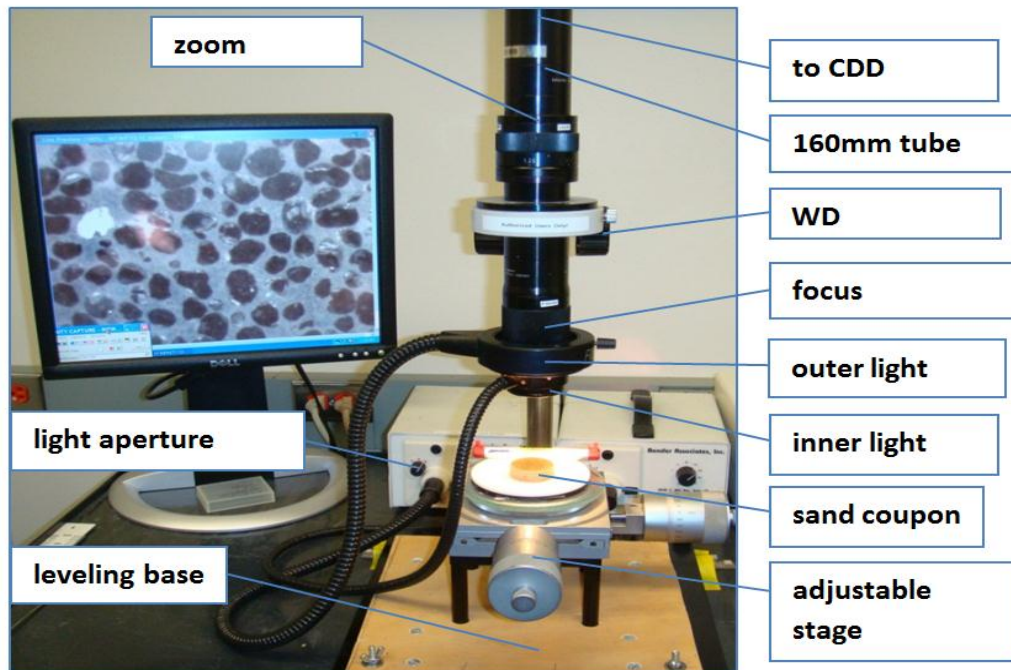 zoom
to CDD
160mm tube
WD
focus
outer light
light aperture
inner light
Bender Associates, Inc.
sand coupon
leveling base
adjustable
stage
DELL